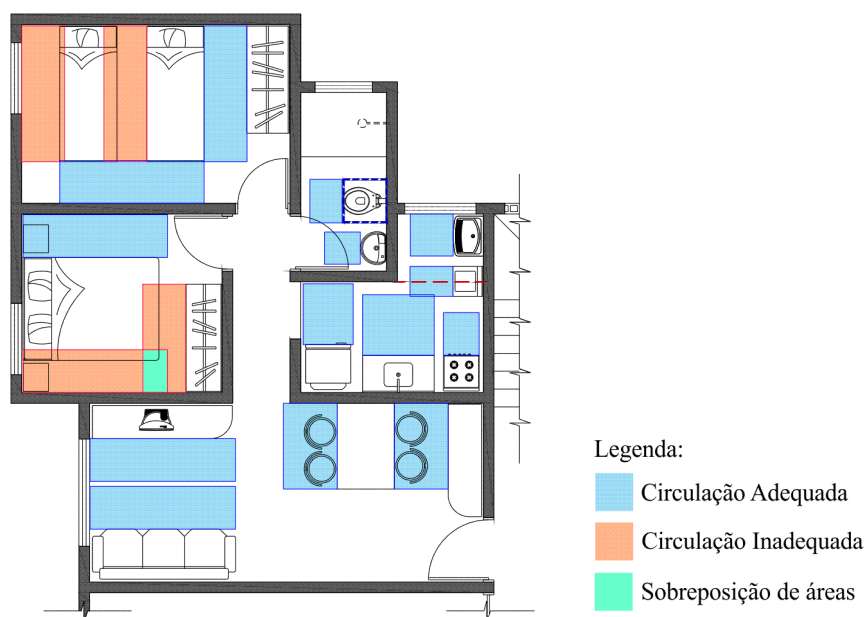 Legenda:
Circulação Adequada
Circulação Inadequada
Sobreposição de áreas